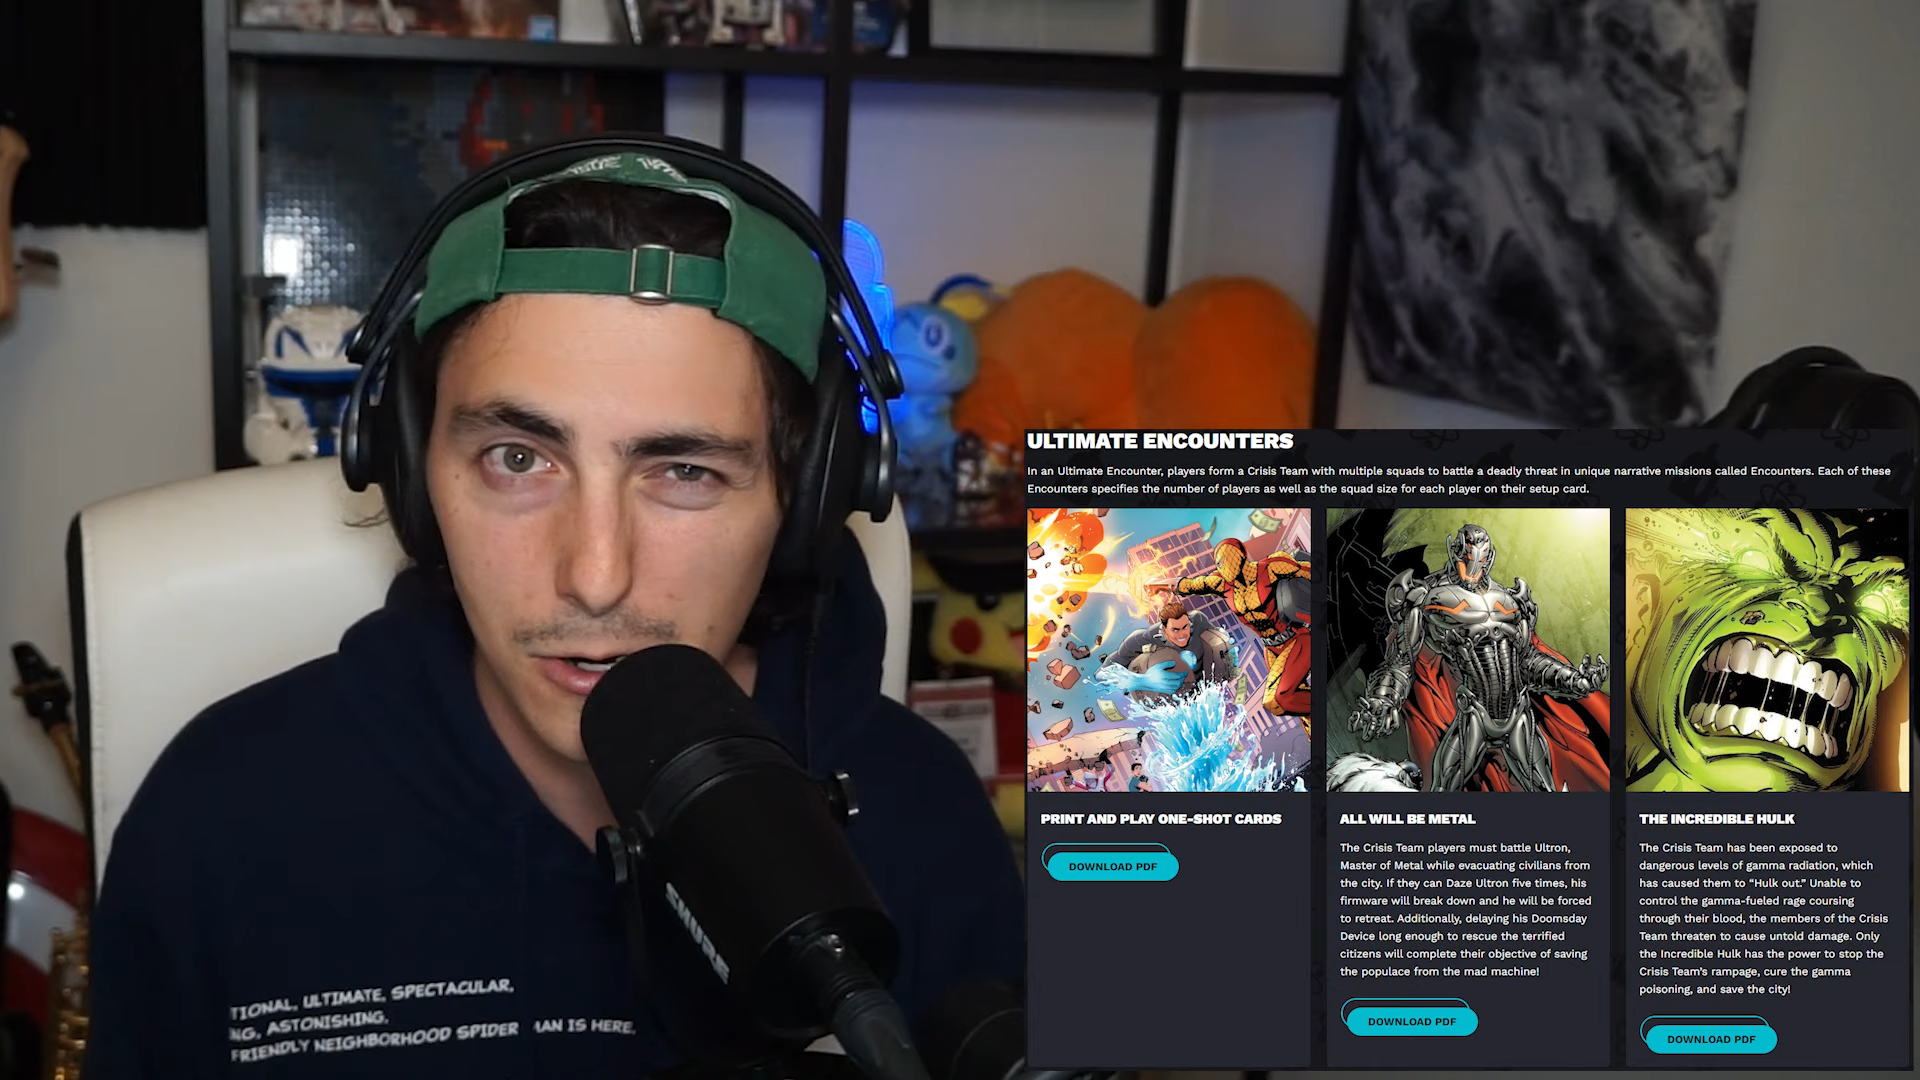 SHURE
TIONAL, ULTIMATE, SPECTACULAR,
NG, ASTONISHING,
FRIENDLY NEIGHBORHOOD SPIDER AN IS HERE.
ULTIMATE ENCOUNTERS
In an Ultimate Encounter, players form a Crisis Team with multiple squads to battle a deadly threat in unique narrative missions called Encounters. Each of these
Encounters specifies the number of players as well as the squad size for each player on their setup card.
PRINT AND PLAY ONE-SHOT CARDS
DOWNLOAD PDF
ALL WILL BE METAL
The Crisis Team players must battle Ultron,
Master of Metal while evacuating civilians from
the city. If they can Daze Ultron five times, his
firmware will break down and he will be forced
to retreat. Additionally, delaying his Doomsday
Device long enough to rescue the terrified
citizens will complete their objective of saving
the populace from the mad machine!
DOWNLOAD PDF
THE INCREDIBLE HULK
The Crisis Team has been exposed to
dangerous levels of gamma radiation, which
has caused them to “Hulk out.” Unable to
control the gamma-fueled rage coursing
through their blood, the members of the Crisis
Team threaten to cause untold damage. Only
the Incredible Hulk has the power to stop the
Crisis Team’s rampage, cure the gamma
poisoning, and save the city!
DOWNLOAD PDF